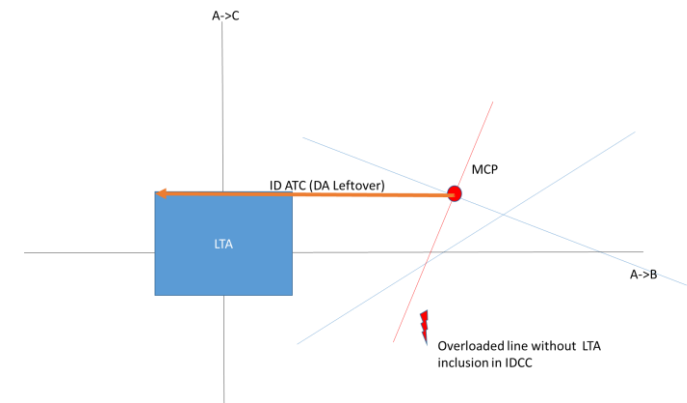 A->C
MCP
ID ATC (DA Leftover)
LTA
A->B
Overloaded line without LTA
inclusion in IDCC